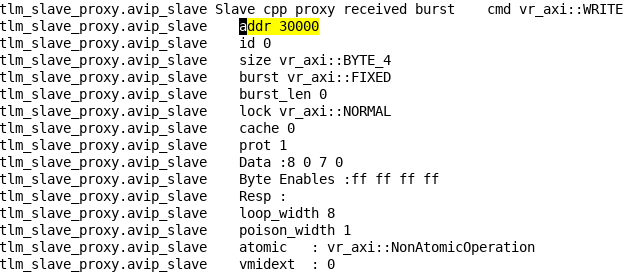 tlm_slave_proxy.avip_slave Slave cpp proxy received burst    cmd vr_axi::WRITE
tlm_slave_proxy.avip_slave    addr 30000
tlm_slave_proxy.avip_slave    id 0
tlm_slave_proxy.avip_slave    size vr_axi::BYTE_4
tlm_slave_proxy.avip_slave    burst vr_axi::FIXED
tlm_slave_proxy.avip_slave    burst_len 0
tlm_slave_proxy.avip_slave    lock vr_axi::NORMAL
tlm_slave_proxy.avip_slave    cache 0
tlm_slave_proxy.avip_slave    prot 1
tlm_slave_proxy.avip_slave    Data :8 0 7 0
tlm_slave_proxy.avip_slave    Byte Enables :ff ff ff ff
tlm_slave_proxy.avip_slave    Resp :
tlm_slave_proxy.avip_slave    loop_width 8
tlm_slave_proxy.avip_slave    poison_width 1
tlm_slave_proxy.avip_slave    atomic   : vr_axi::NonAtomicOperation
tlm_slave_proxy.avip_slave    vmidext  : 0